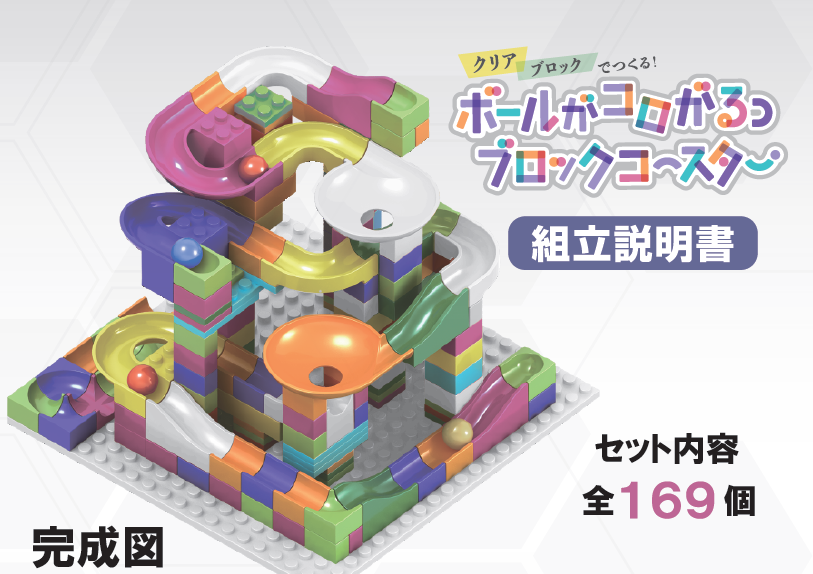 クリアブロックでつくる!
ボールがコロがるっ
ブロックコースター
組立説明書
セット内容
全169個
完成図